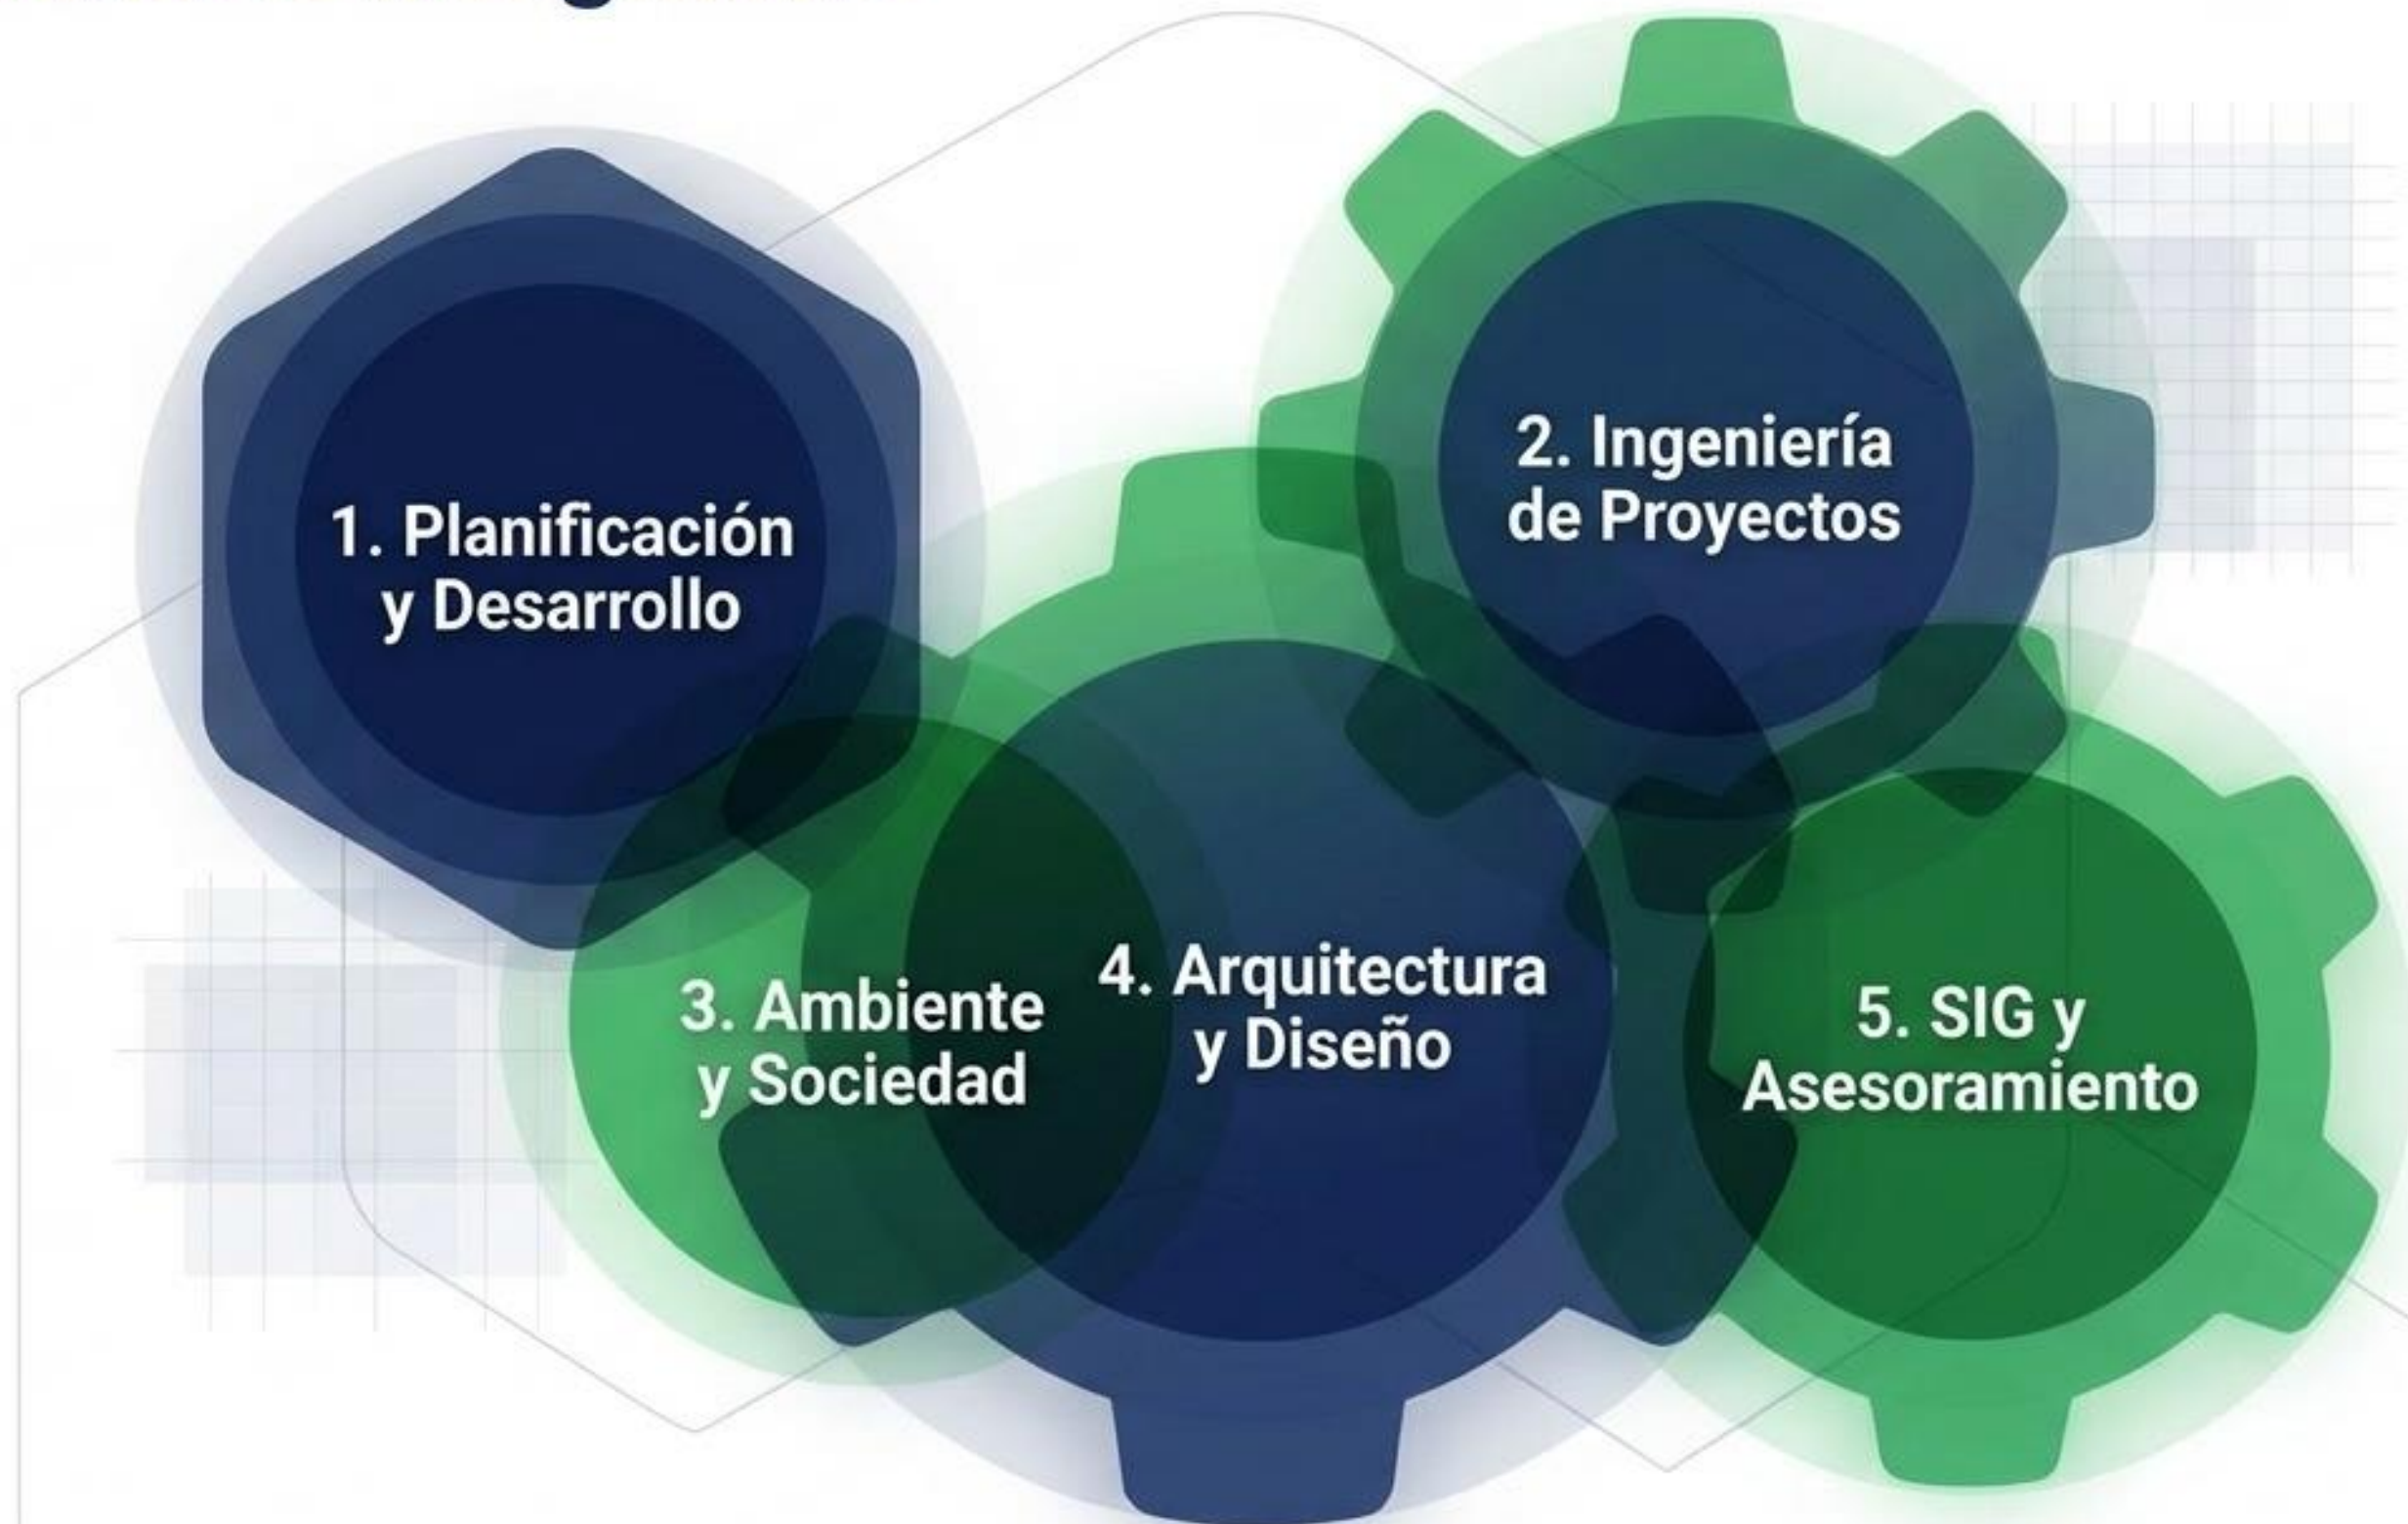 1. Planificación
y Desarrollo
2. Ingeniería
de Proyectos
3. Ambiente
y Sociedad
4. Arquitectura
y Diseño
5. SIG y
Asesoramiento